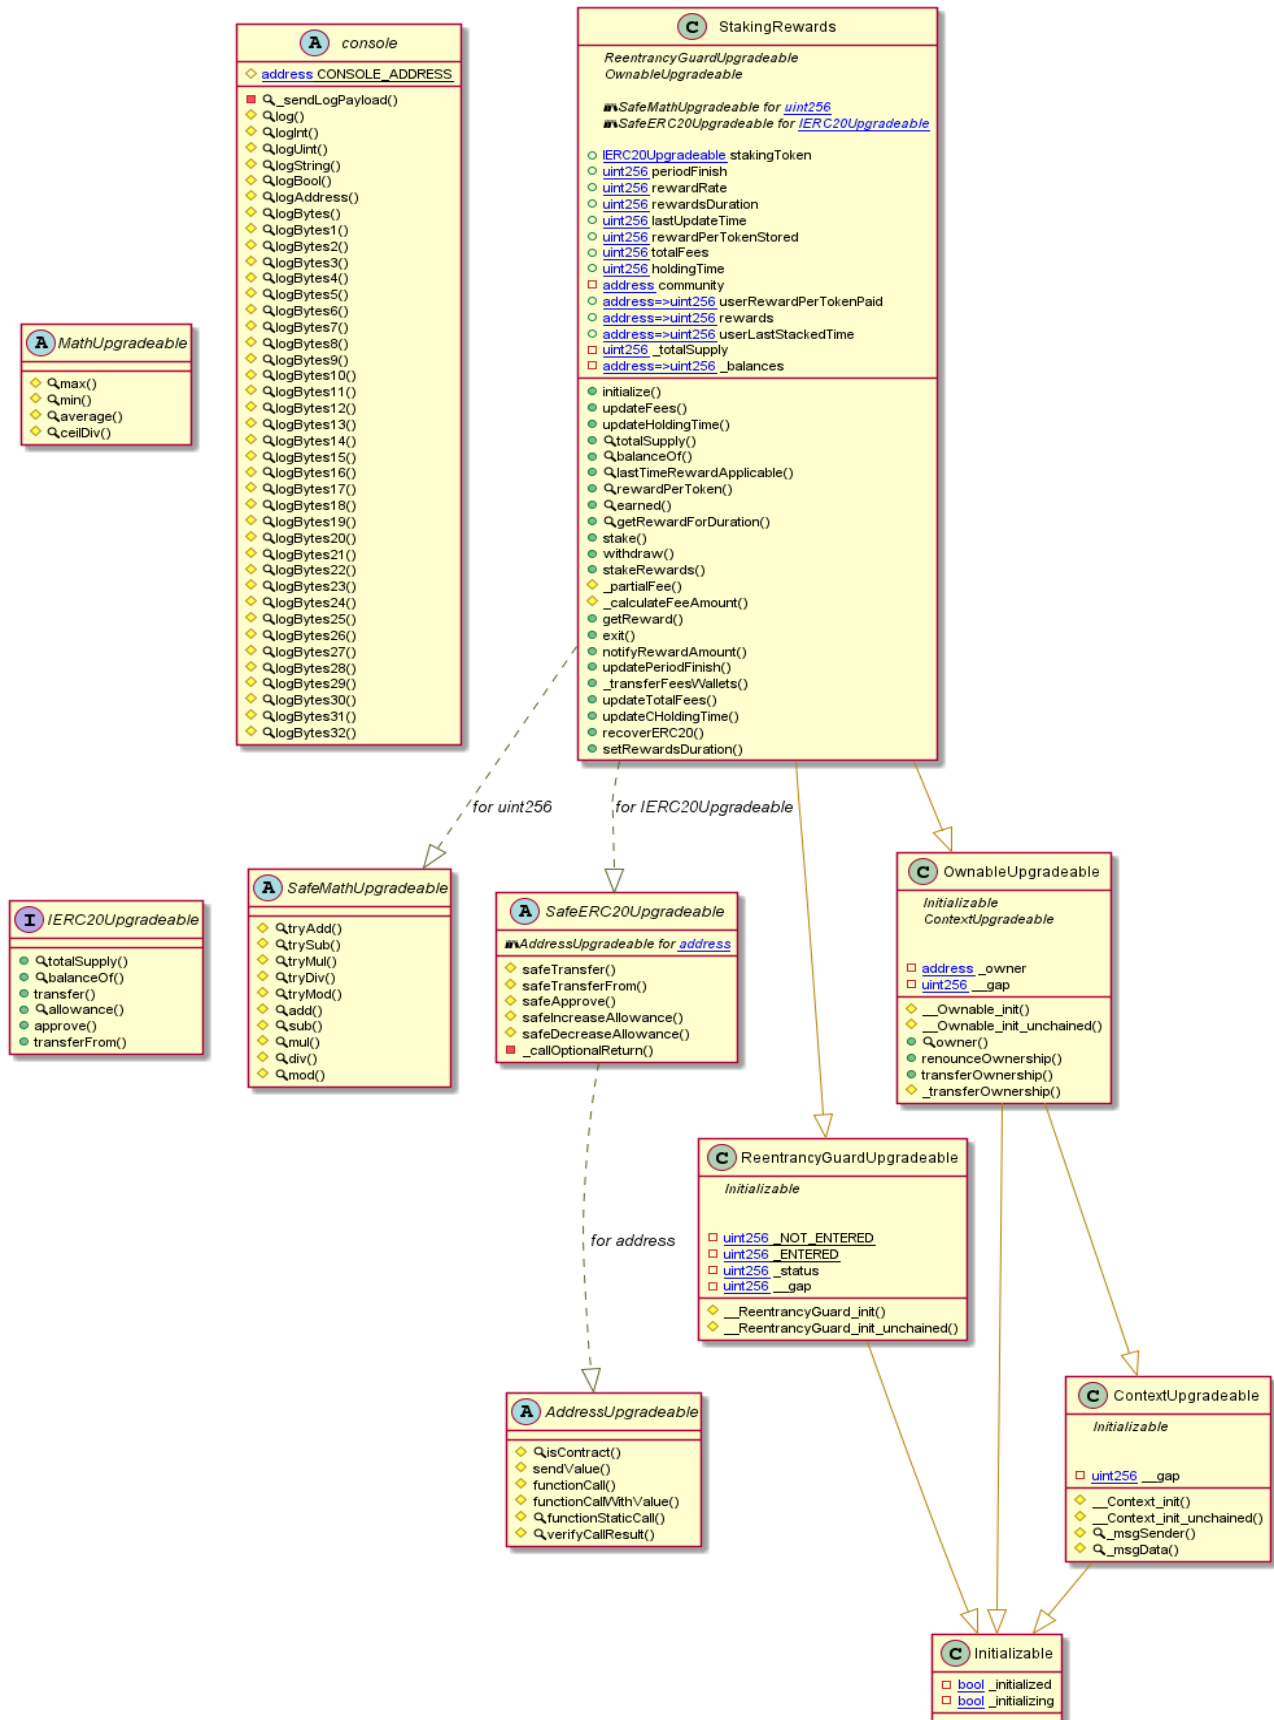 A console
address CONSOLE_ADDRESS
_sendLogPayload()
log()
logInt()
logUint()
logString()
logBool()
logAddress()
logBytes()
logBytes1()
logBytes2()
logBytes3()
logBytes4()
logBytes5()
logBytes6()
logBytes7()
logBytes8()
logBytes9()
logBytes10()
logBytes11()
logBytes12()
logBytes13()
logBytes14()
logBytes15()
logBytes16()
logBytes17()
logBytes18()
logBytes19()
logBytes20()
logBytes21()
logBytes22()
logBytes23()
logBytes24()
logBytes25()
logBytes26()
logBytes27()
logBytes28()
logBytes29()
logBytes30()
logBytes31()
logBytes32()
C StakingRewards
ReentrancyGuardUpgradeable
OwnableUpgradeable
SafeMathUpgradeable for uint256
SafeERC20Upgradeable for IERC20Upgradeable
IERC20Upgradeable stakingToken
uint256 periodFinish
uint256 rewardRate
uint256 rewardsDuration
uint256 lastUpdateTime
uint256 rewardPerTokenStored
uint256 totalFees
uint256 holdingTime
address community
address=>uint256 userRewardPerTokenPaid
address=>uint256 rewards
address=>uint256 userLastStackedTime
uint256 _totalSupply
address=>uint256 _balances
initialize()
updateFees()
updateHoldingTime()
totalSupply()
balanceOf()
lastTimeRewardApplicable()
rewardPerToken()
earned()
getRewardForDuration()
stake()
withdraw()
stakeRewards()
_partialFee()
_calculateFeeAmount()
getReward()
exit()
notifyRewardAmount()
updatePeriodFinish()
_transferFeesWallets()
updateTotalFees()
updateCHoldingTime()
recoverERC20()
setRewardsDuration()
A MathUpgradeable
max()
min()
average()
ceilDiv()
for uint256
for IERC20Upgradeable
I IERC20Upgradeable
totalSupply()
balanceOf()
transfer()
allowance()
approve()
transferFrom()
A SafeMathUpgradeable
tryAdd()
trySub()
tryMul()
tryDiv()
tryMod()
add()
sub()
mul()
div()
mod()
A SafeERC20Upgradeable
AddressUpgradeable for address
safeTransfer()
safeTransferFrom()
safeApprove()
safeIncreaseAllowance()
safeDecreaseAllowance()
_callOptionalReturn()
C OwnableUpgradeable
Initializable
ContextUpgradeable
address _owner
uint256 __gap
__Ownable_init()
__Ownable_init_unchained()
owner()
renounceOwnership()
transferOwnership()
_transferOwnership()
C ReentrancyGuardUpgradeable
Initializable
uint256 _NOT_ENTERED
uint256 _ENTERED
uint256 _status
uint256 __gap
__ReentrancyGuard_init()
__ReentrancyGuard_init_unchained()
for address
A AddressUpgradeable
isContract()
sendValue()
functionCall()
functionCallWithValue()
functionStaticCall()
verifyCallResult()
C ContextUpgradeable
Initializable
uint256 __gap
__Context_init()
__Context_init_unchained()
_msgSender()
_msgData()
C Initializable
bool _initialized
bool _initializing